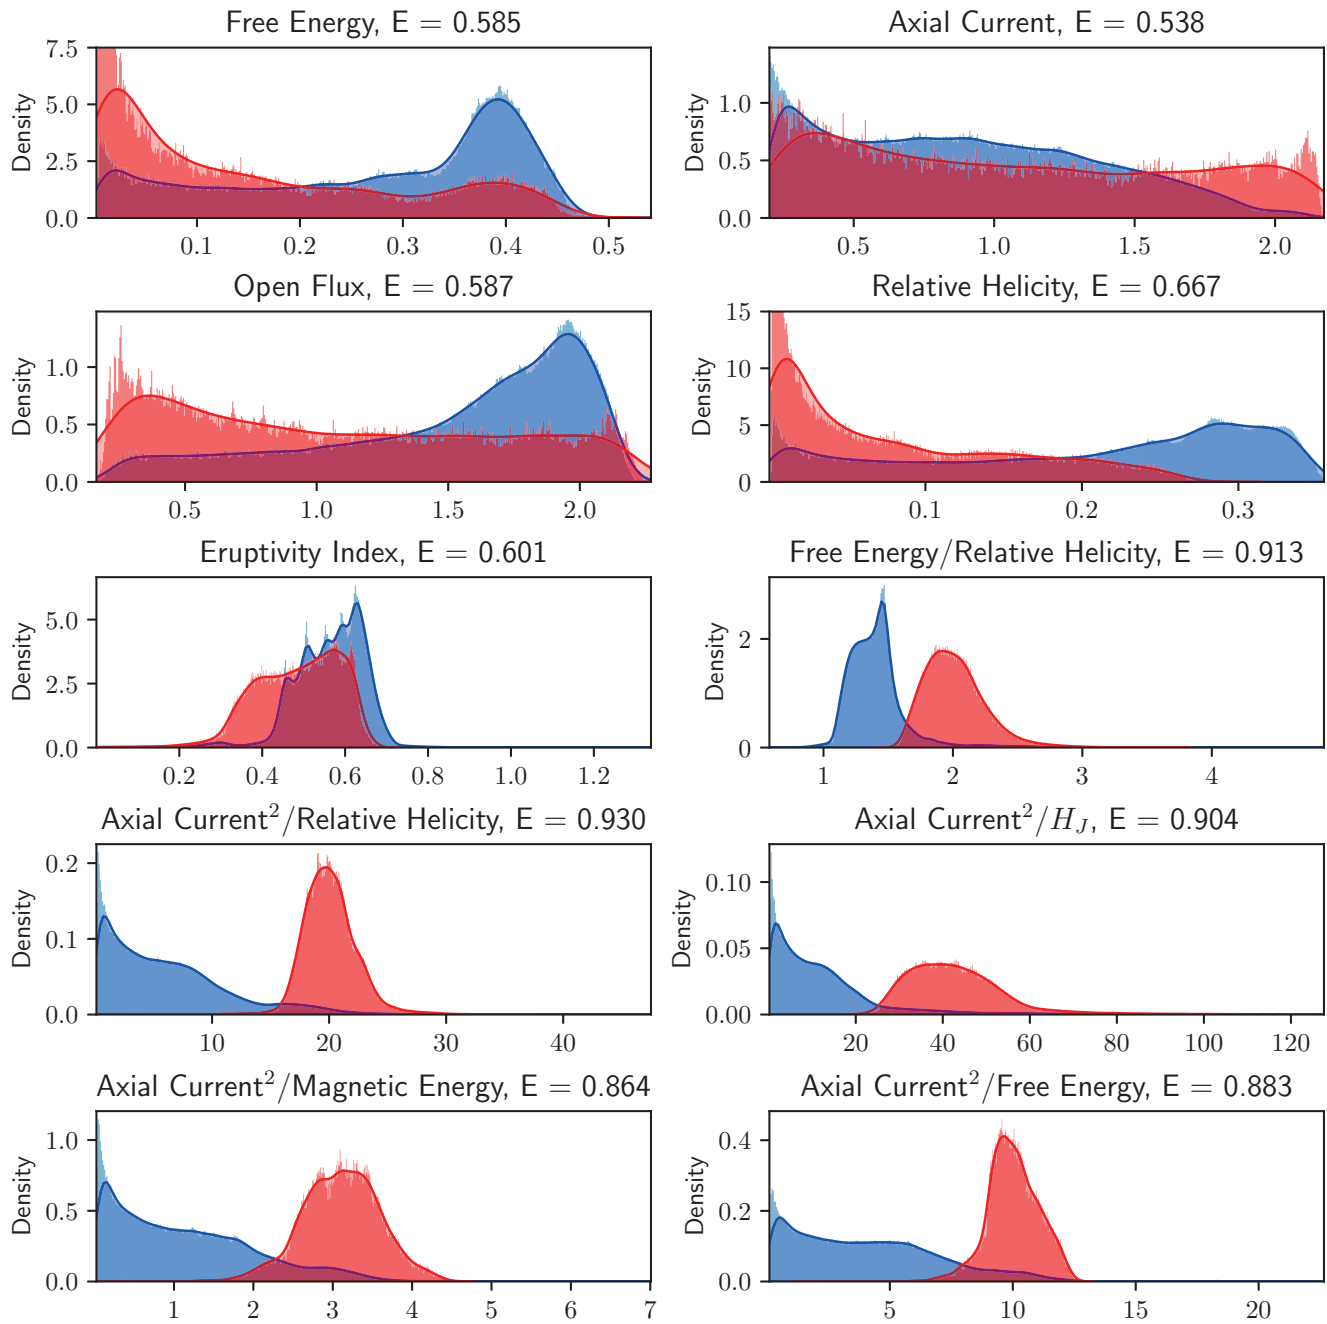 Free Energy, E = 0.585
Density
7.5
5.0
2.5
0.0
0.1 0.2 0.3 0.4 0.5
Axial Current, E = 0.538
Density
1.0
0.5
0.0
0.5 1.0 1.5 2.0
Open Flux, E = 0.587
Density
1.0
0.5
0.0
0.5 1.0 1.5 2.0
Relative Helicity, E = 0.667
Density
15
10
5
0
0.1 0.2 0.3
Eruptivity Index, E = 0.601
Density
5.0
2.5
0.0
0.2 0.4 0.6 0.8 1.0 1.2
Free Energy/Relative Helicity, E = 0.913
Density
2
0
1 2 3 4
Axial Current²/Relative Helicity, E = 0.930
Density
0.2
0.1
0.0
10 20 30 40
Axial Current²/H_J, E = 0.904
Density
0.10
0.05
0.00
20 40 60 80 100 120
Axial Current²/Magnetic Energy, E = 0.864
Density
1.0
0.5
0.0
1 2 3 4 5 6 7
Axial Current²/Free Energy, E = 0.883
Density
0.4
0.2
0.0
5 10 15 20